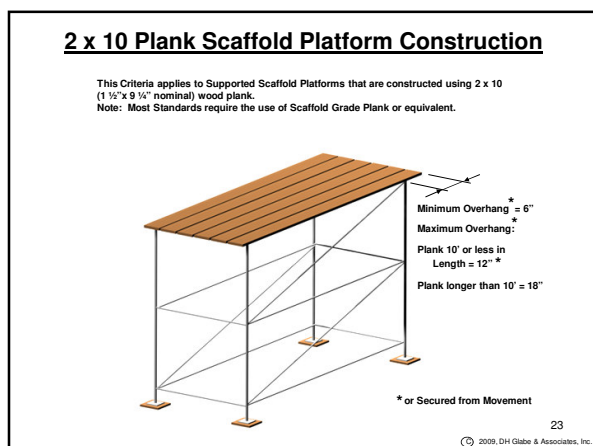 2 x 10 Plank Scaffold Platform Construction
This Criteria applies to Supported Scaffold Platforms that are constructed using 2 x 10
(1 ½"x 9 ¼" nominal) wood plank.
Note: Most Standards require the use of Scaffold Grade Plank or equivalent.
Minimum Overhang* = 6"
Maximum Overhang:*
Plank 10' or less in
Length = 12" *
Plank longer than 10' = 18"
* or Secured from Movement
23
© 2009, DH Glabe & Associates, Inc.